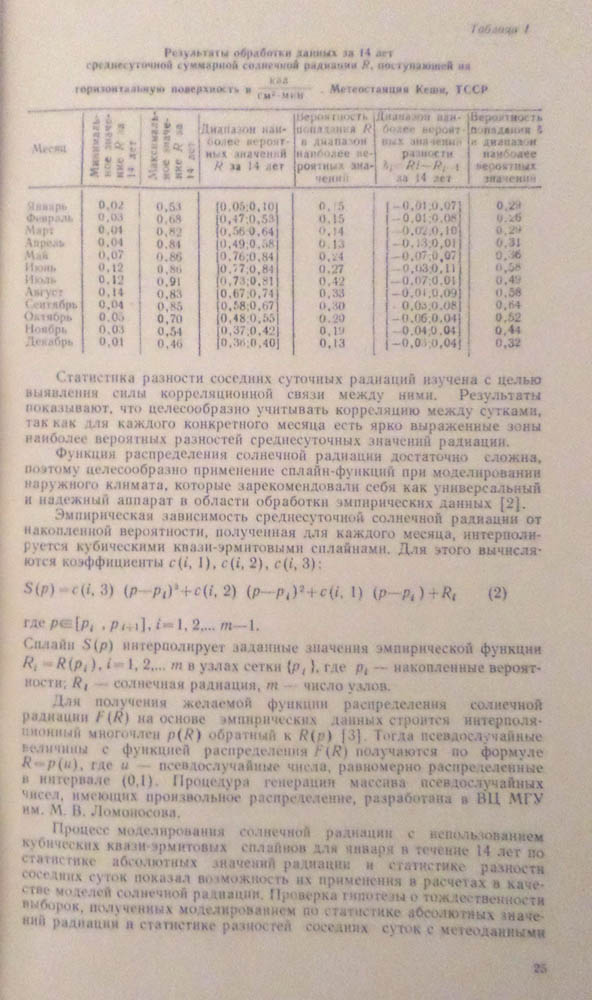 Таблица 1
Результаты обработки данных за 14 лет
среднесуточной суммарной солнечной радиации R, поступающей на
горизонтальную поверхность в кал/см²·мин . Метеостанция Кеши, ТССР
Месяц | Минимальное значение R за 14 лет | Максимальное значение R за 14 лет | Диапазон наиболее вероятных значений R за 14 лет | Вероятность попадания R в диапазон наиболее вероятных значений | Диапазон наиболее вероятных значений разности за 14 лет | Вероятность попадания в диапазон наиболее вероятных значений
Январь 0,02 0,53 [0,05;0,10] [−0,01;0,07] 0,29
Февраль 0,03 0,68 [0,47;0,53] 0,15 [−0,01;0,08]
Март 0,04 0,82 [0,56;0,64] 0,14 [−0,02;0,10] 0,29
Апрель 0,04 0,84 [0,49;0,58] 0,13 [−0,13;0,01] 0,31
Май 0,07 0,86 [0,76;0,84] 0,24 [−0,07;0,07]
Июнь 0,12 0,86 [0,77;0,84] 0,27 [−0,03;0,11] 0,58
Июль 0,12 0,91 [0,73;0,81] 0,42 [−0,07;0,01] 0,49
Август 0,14 0,83 [0,67;0,74] 0,33 [−0,01;0,09] 0,58
Сентябрь 0,04 0,85 [0,58;0,67] 0,30 0,64
Октябрь 0,05 0,70 [0,48;0,55] 0,20 [−0,06;0,04] 0,52
Ноябрь 0,03 0,54 [0,37;0,42] 0,19 [−0,04;0,04] 0,44
Декабрь 0,01 0,46 [0,36;0,40] 0,13 0,32
Статистика разности соседних суточных радиаций изучена с целью
выявления силы корреляционной связи между ними. Результаты
показывают, что целесообразно учитывать корреляцию между сутками,
так как для каждого конкретного месяца есть ярко выраженные зоны
наиболее вероятных разностей среднесуточных значений радиации.
Функция распределения солнечной радиации достаточно сложна,
поэтому целесообразно применение сплайн-функций при моделировании
наружного климата, которые зарекомендовали себя как универсальный
и надежный аппарат в области обработки эмпирических данных [2].
Эмпирическая зависимость среднесуточной солнечной радиации от
накопленной вероятности, полученная для каждого месяца, интерполи-
руется кубическими квази-эрмитовыми сплайнами. Для этого вычисля-
ются коэффициенты c(i, 1), c(i, 2), c(i, 3):
S(p)=c(i, 3) (p—pᵢ)³+c(i, 2) (p—pᵢ)²+c(i, 1) (p—pᵢ)+Rᵢ (2)
где p∈[pᵢ , pᵢ₊₁], i=1, 2,... m—1.
Сплайн S(p) интерполирует заданные значения эмпирической функции
Rᵢ=R(pᵢ), i=1, 2,... m в узлах сетки {pᵢ}, где pᵢ — накопленные вероят-
ности; Rᵢ — солнечная радиация, m — число узлов.
Для получения желаемой функции распределения солнечной
радиации F(R) на основе эмпирических данных строится интерполя-
ционный многочлен p(R) обратный к R(p) [3]. Тогда псевдослучайные
величины с функцией распределения F(R) получаются по формуле
R=p(u), где u — псевдослучайные числа, равномерно распределенные
в интервале (0,1). Процедура генерации массива псевдослучайных
чисел, имеющих произвольное распределение, разработана в ВЦ МГУ
им. М. В. Ломоносова.
Процесс моделирования солнечной радиации с использованием
кубических квази-эрмитовых сплайнов для января в течение 14 лет по
статистике абсолютных значений радиации и статистике разности
соседних суток показал возможность их применения в расчетах в каче-
стве моделей солнечной радиации. Проверка гипотезы о тождественности
выборок, полученных моделированием по статистике абсолютных значе-
ний радиации и статистике разностей соседних суток с метеоданными
25